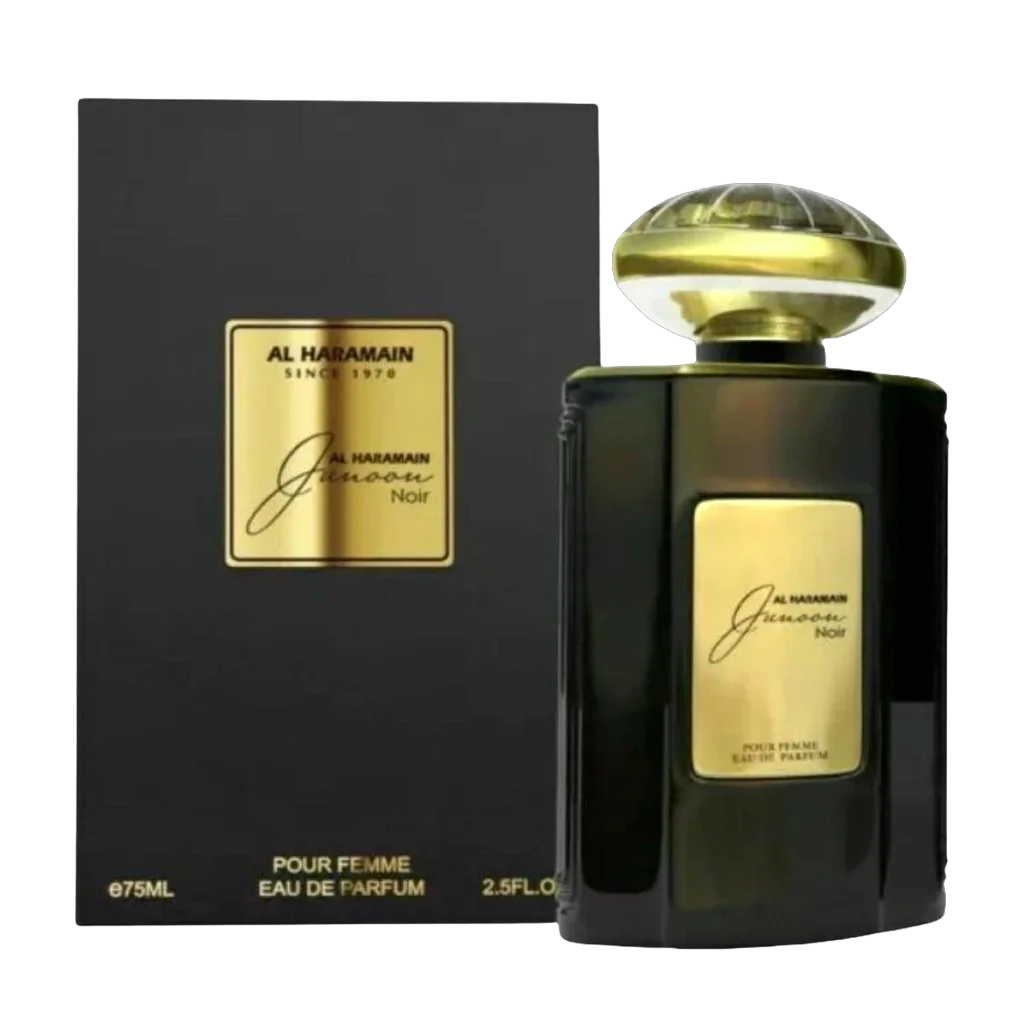 AL HARAMAIN
SINCE 1970
AL HARAMAIN
Junoon
Noir
POUR FEMME
EAU DE PARFUM
℮75ML
2.5FL.O
AL HARAMAIN
Junoon
Noir
POUR FEMME
EAU DE PARFUM